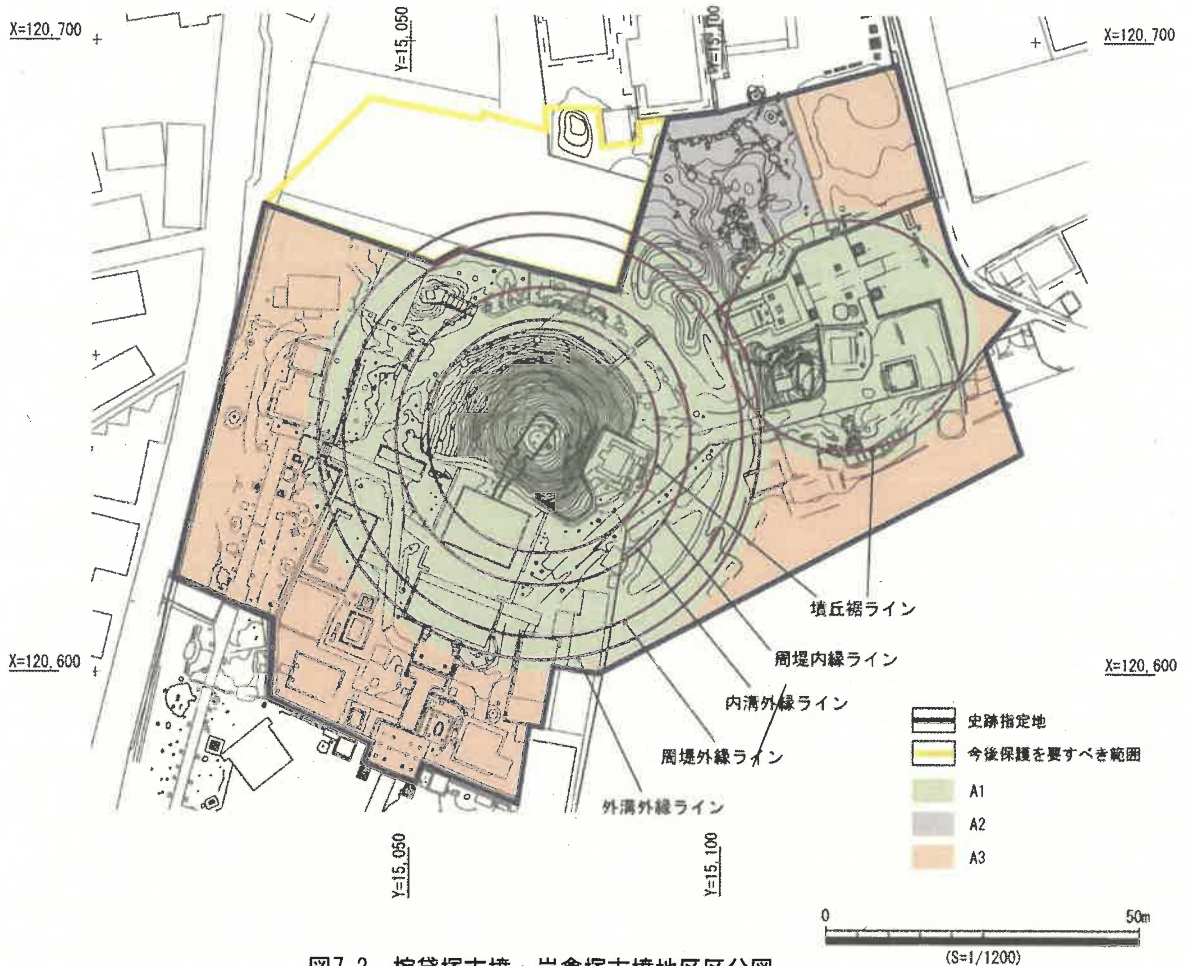 X=120,700
Y=15,050
Y=15,100
X=120,700
墳丘裾ライン
周堤内縁ライン
内溝外縁ライン
周堤外縁ライン
外溝外縁ライン
X=120,600
X=120,600
史跡指定地
今後保護を要すべき範囲
A1
A2
A3
Y=15,050
Y=15,100
0 50m
(S=1/1200)